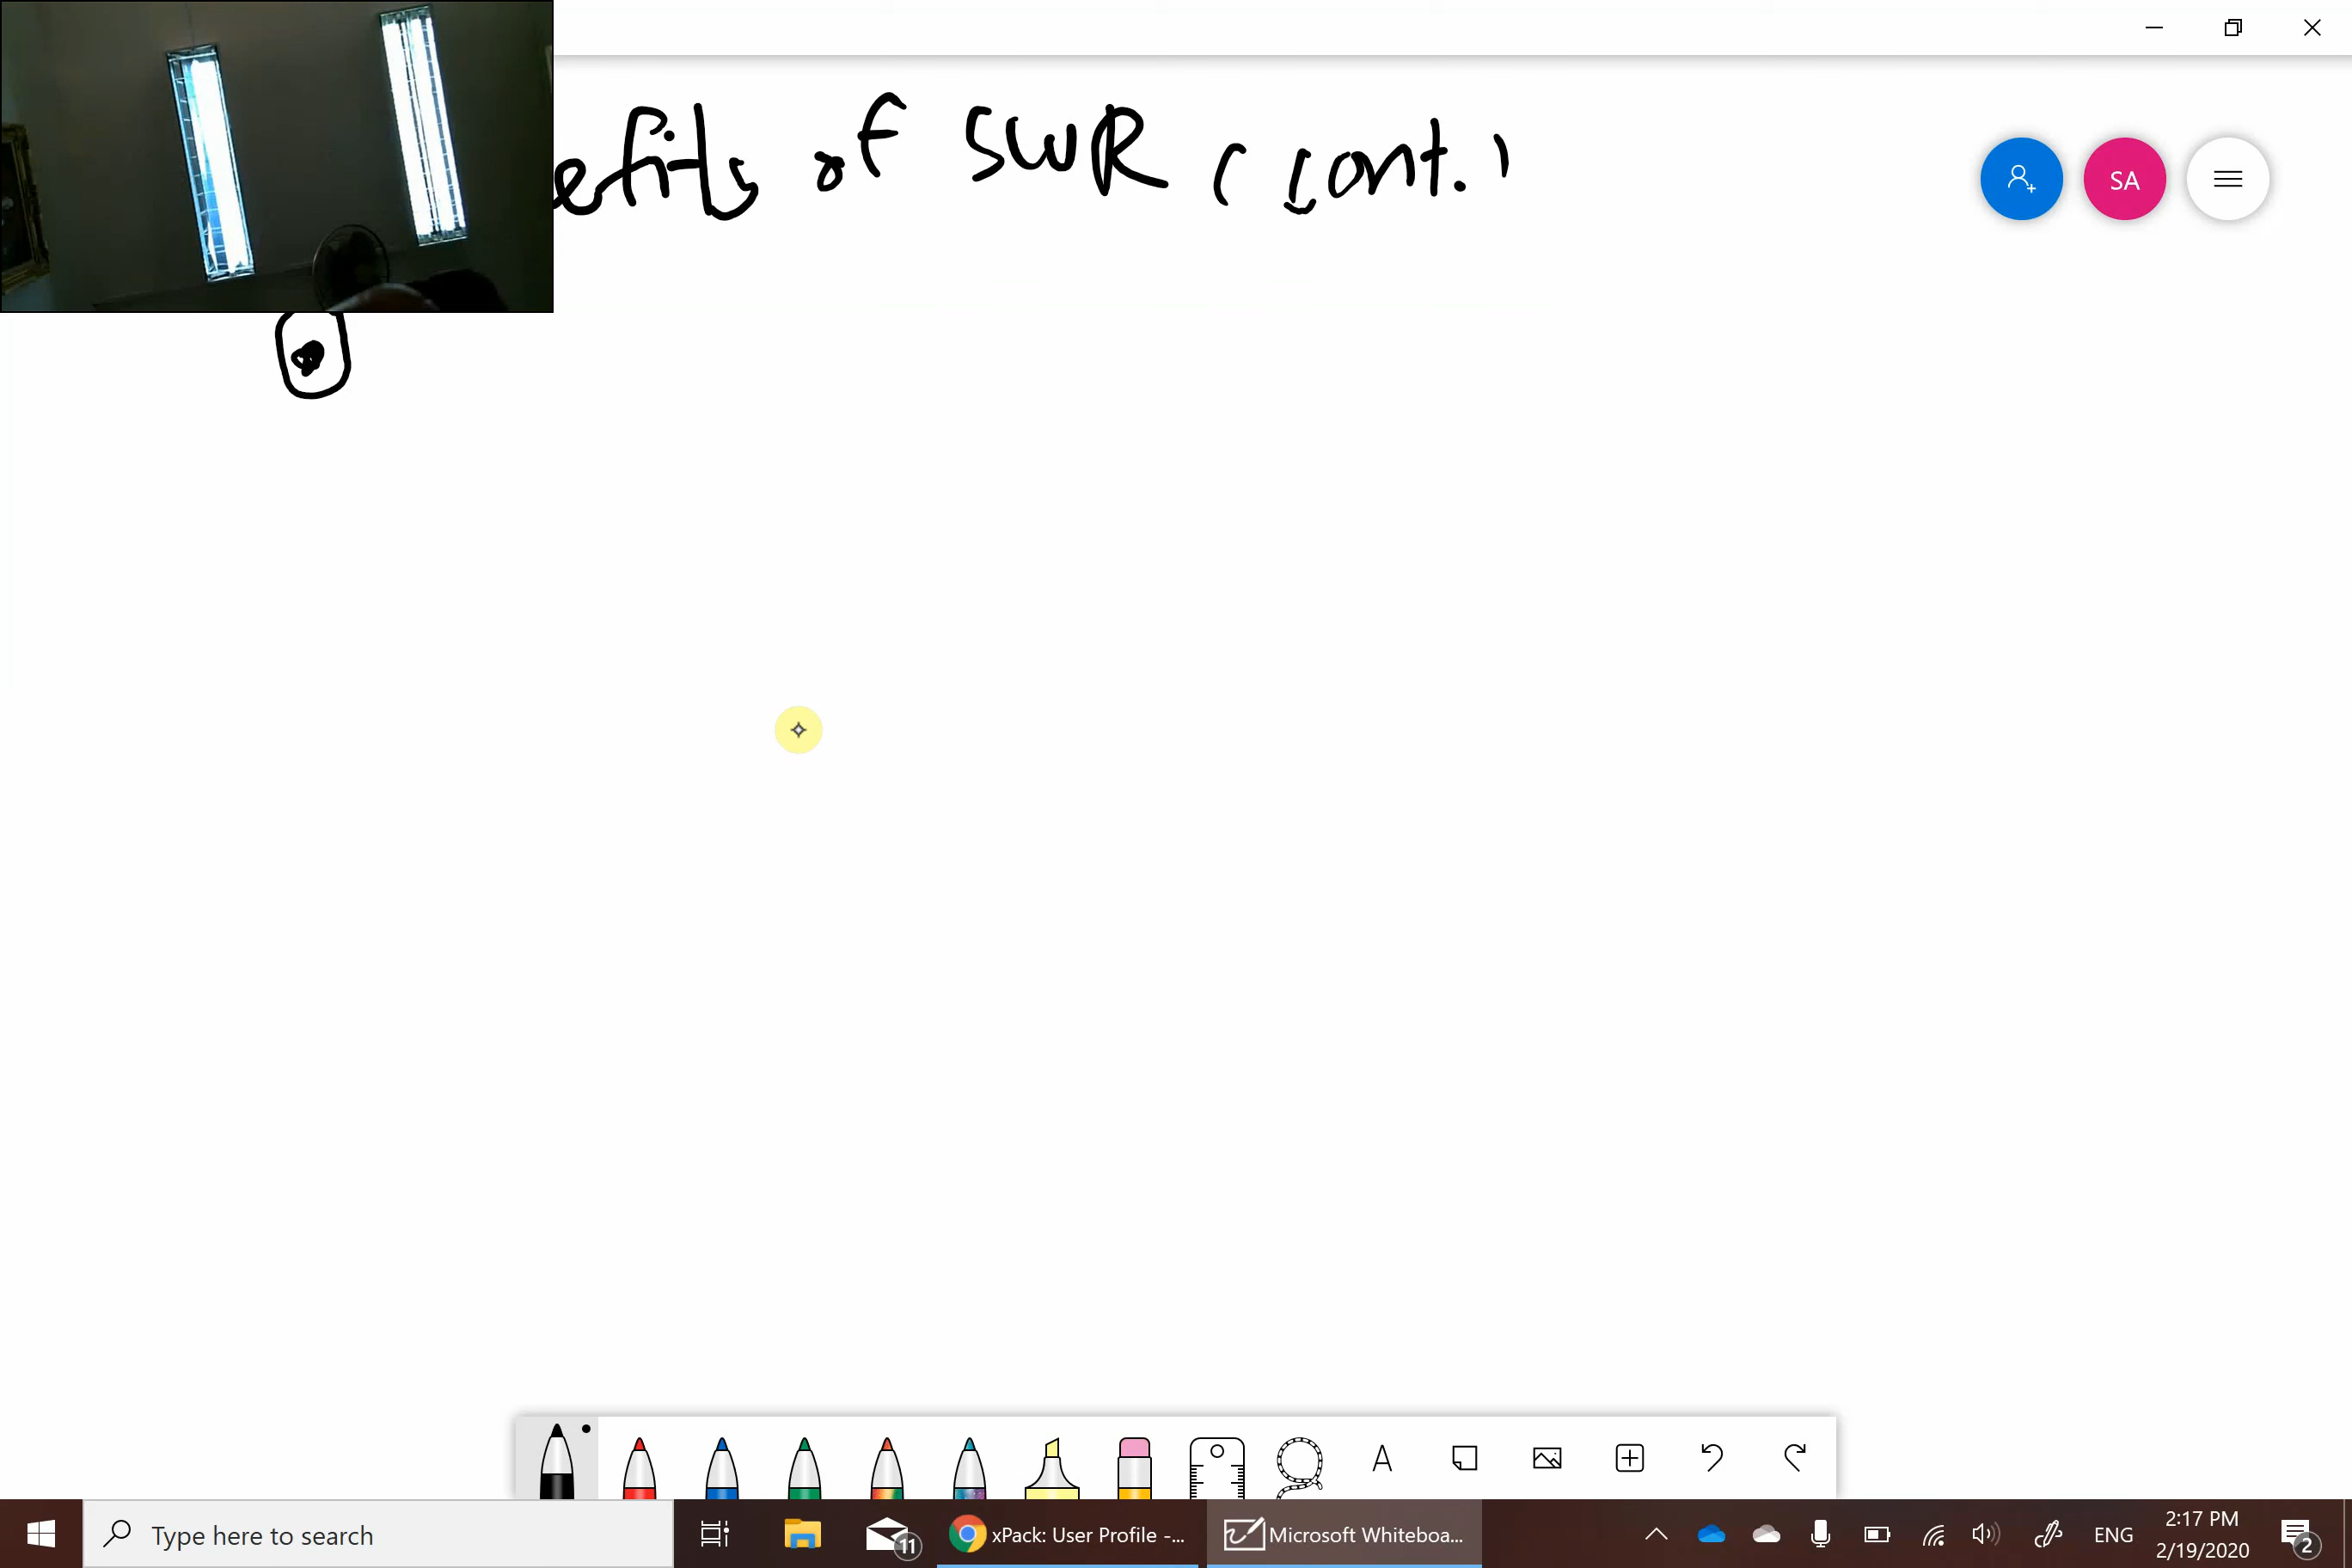 efits of SWR (cont.)
SA
A
Type here to search
11
xPack: User Profile -...
Microsoft Whiteboa...
ENG
2:17 PM
2/19/2020
2